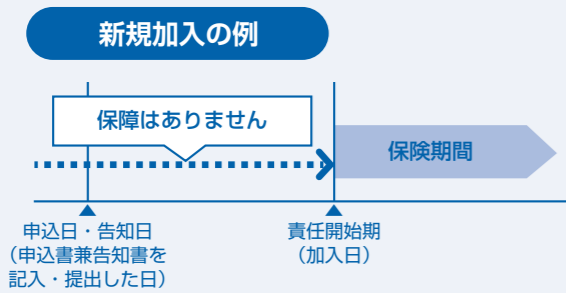 新規加入の例
保障はありません
保険期間
申込日・告知日
（申込書兼告知書を
記入・提出した日）
責任開始期
（加入日）